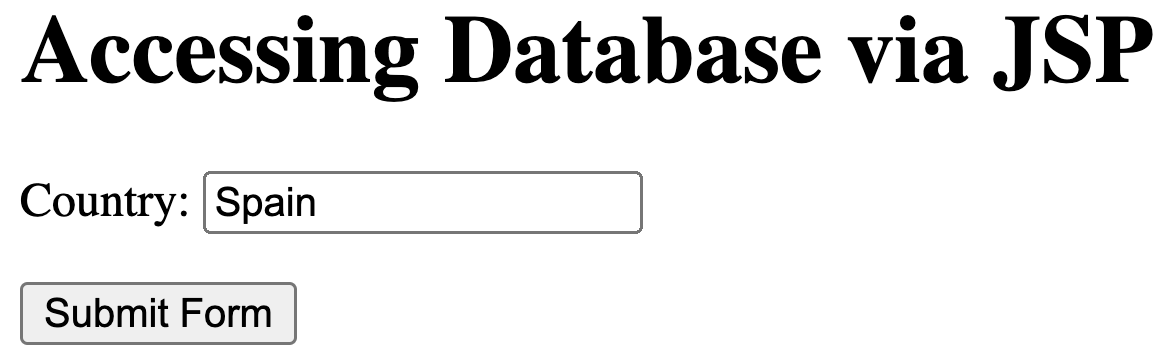 Accessing Database via JSP
Country: Spain
Submit Form